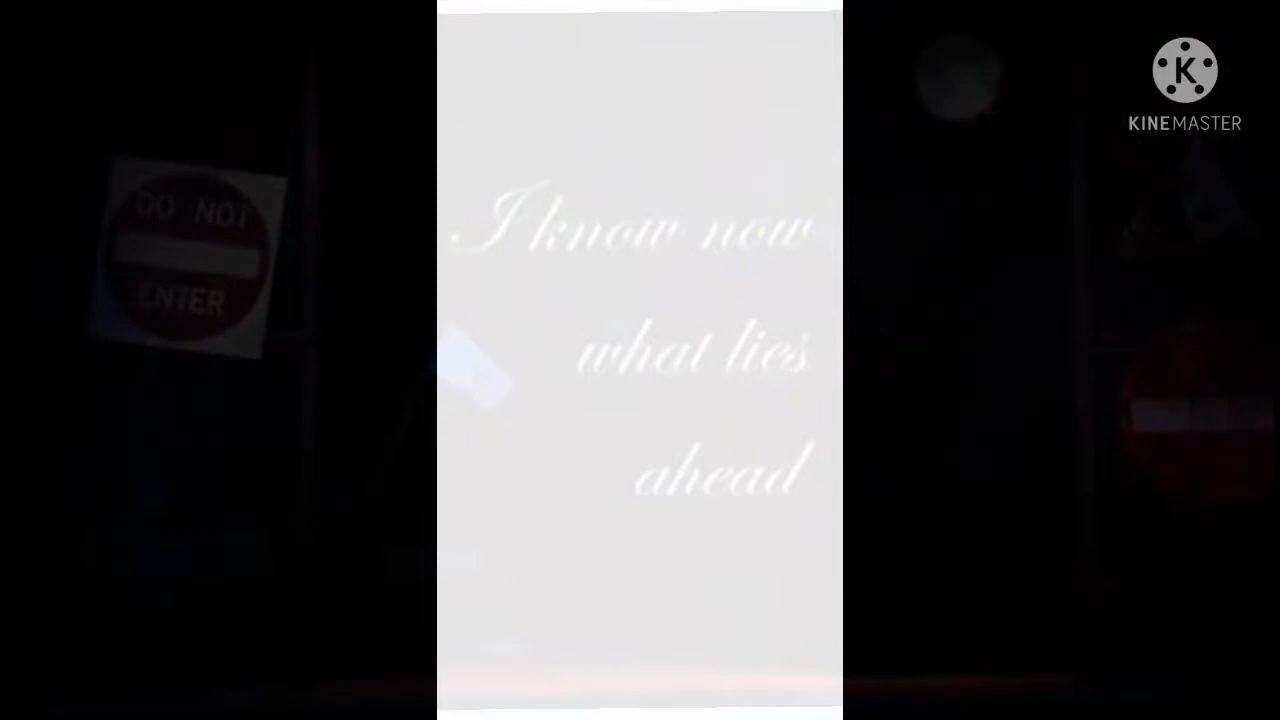 DO NOT
ENTER
I know now
what lies
ahead
K
KINEMASTER